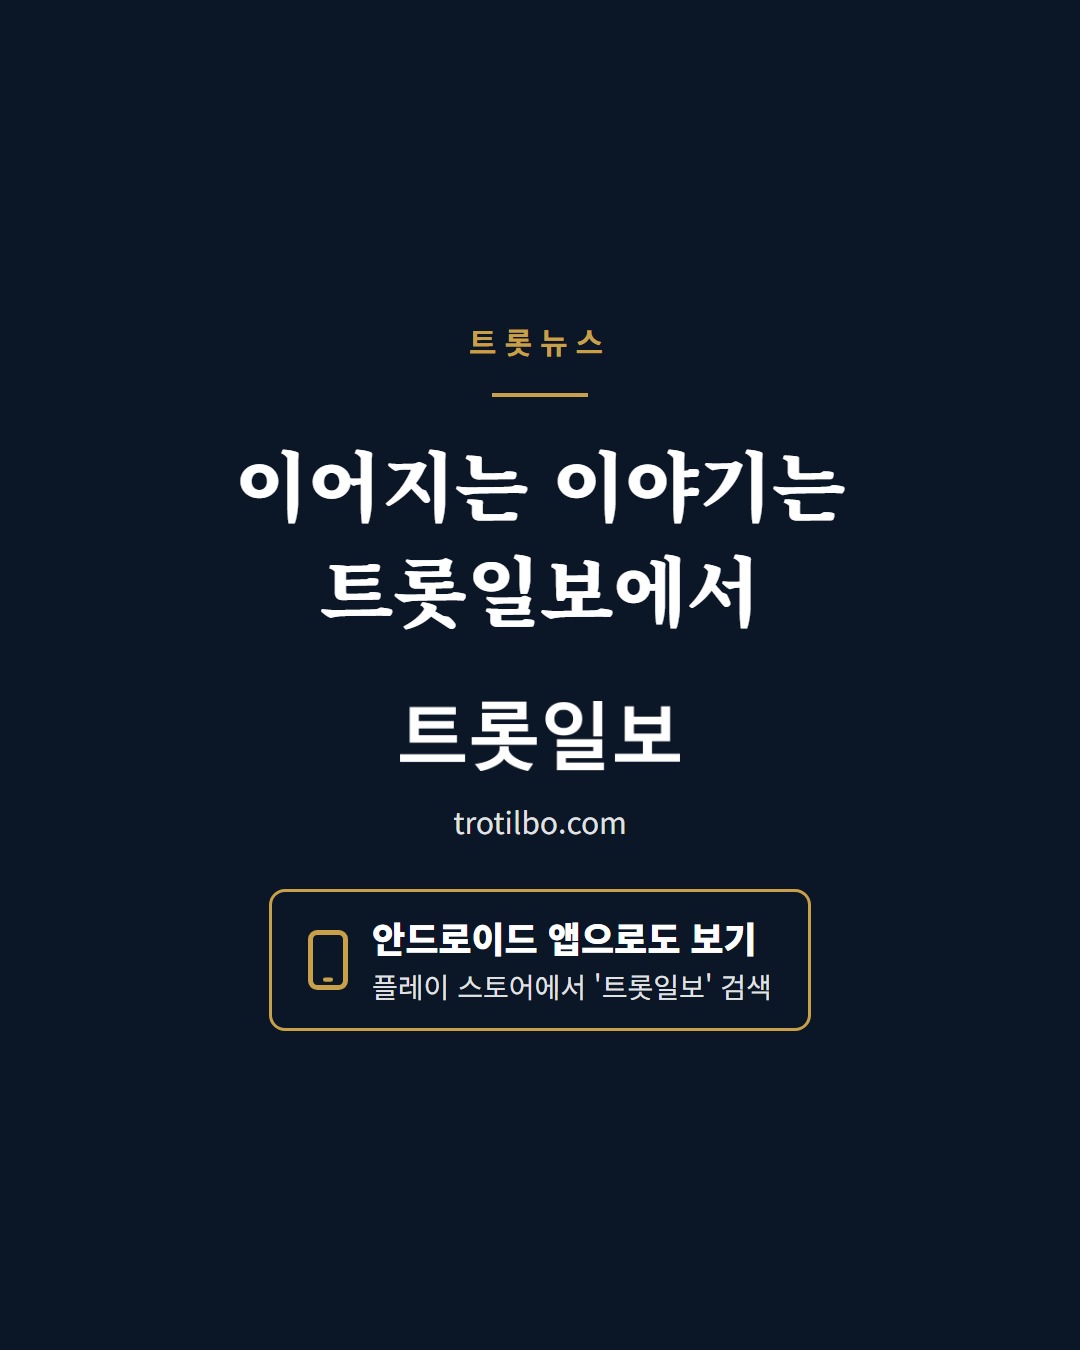 트롯뉴스
이어지는 이야기는
트롯일보에서
트롯일보
trotilbo.com
안드로이드 앱으로도 보기
플레이 스토어에서 '트롯일보' 검색